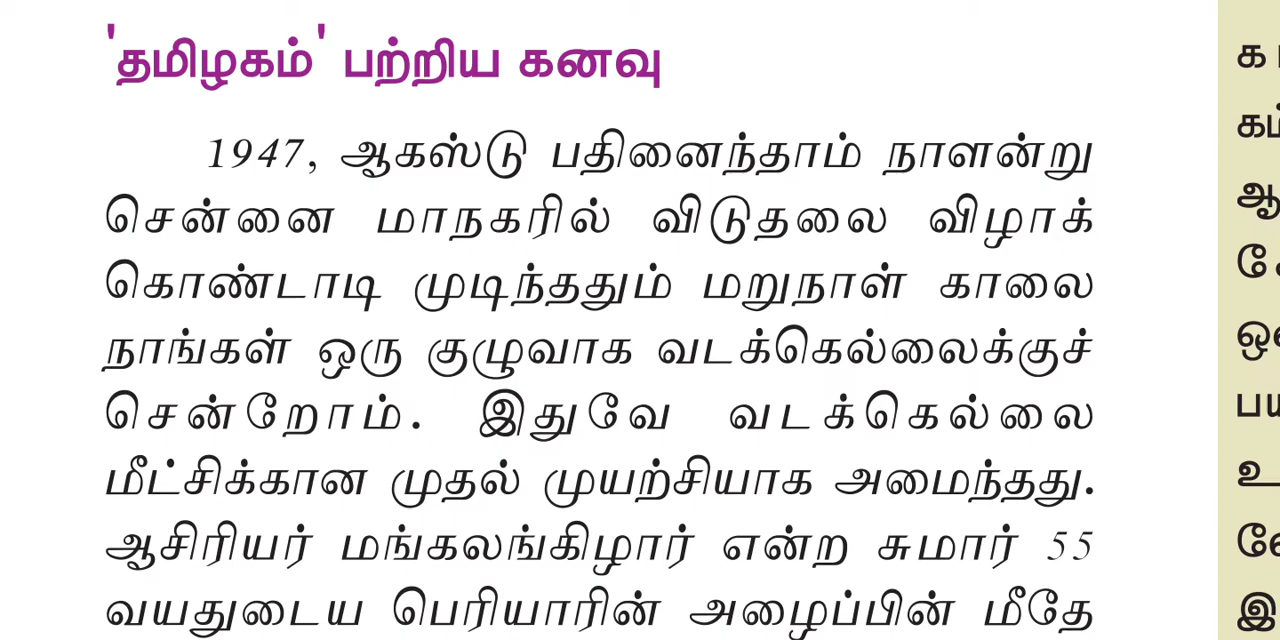 'தமிழகம்' பற்றிய கனவு
1947, ஆகஸ்டு பதினைந்தாம் நாளன்று
சென்னை மாநகரில் விடுதலை விழாக்
கொண்டாடி முடிந்ததும் மறுநாள் காலை
நாங்கள் ஒரு குழுவாக வடக்கெல்லைக்குச்
சென்றோம். இதுவே வடக்கெல்லை
மீட்சிக்கான முதல் முயற்சியாக அமைந்தது.
ஆசிரியர் மங்கலங்கிழார் என்ற சுமார் 55
வயதுடைய பெரியாரின் அழைப்பின் மீதே